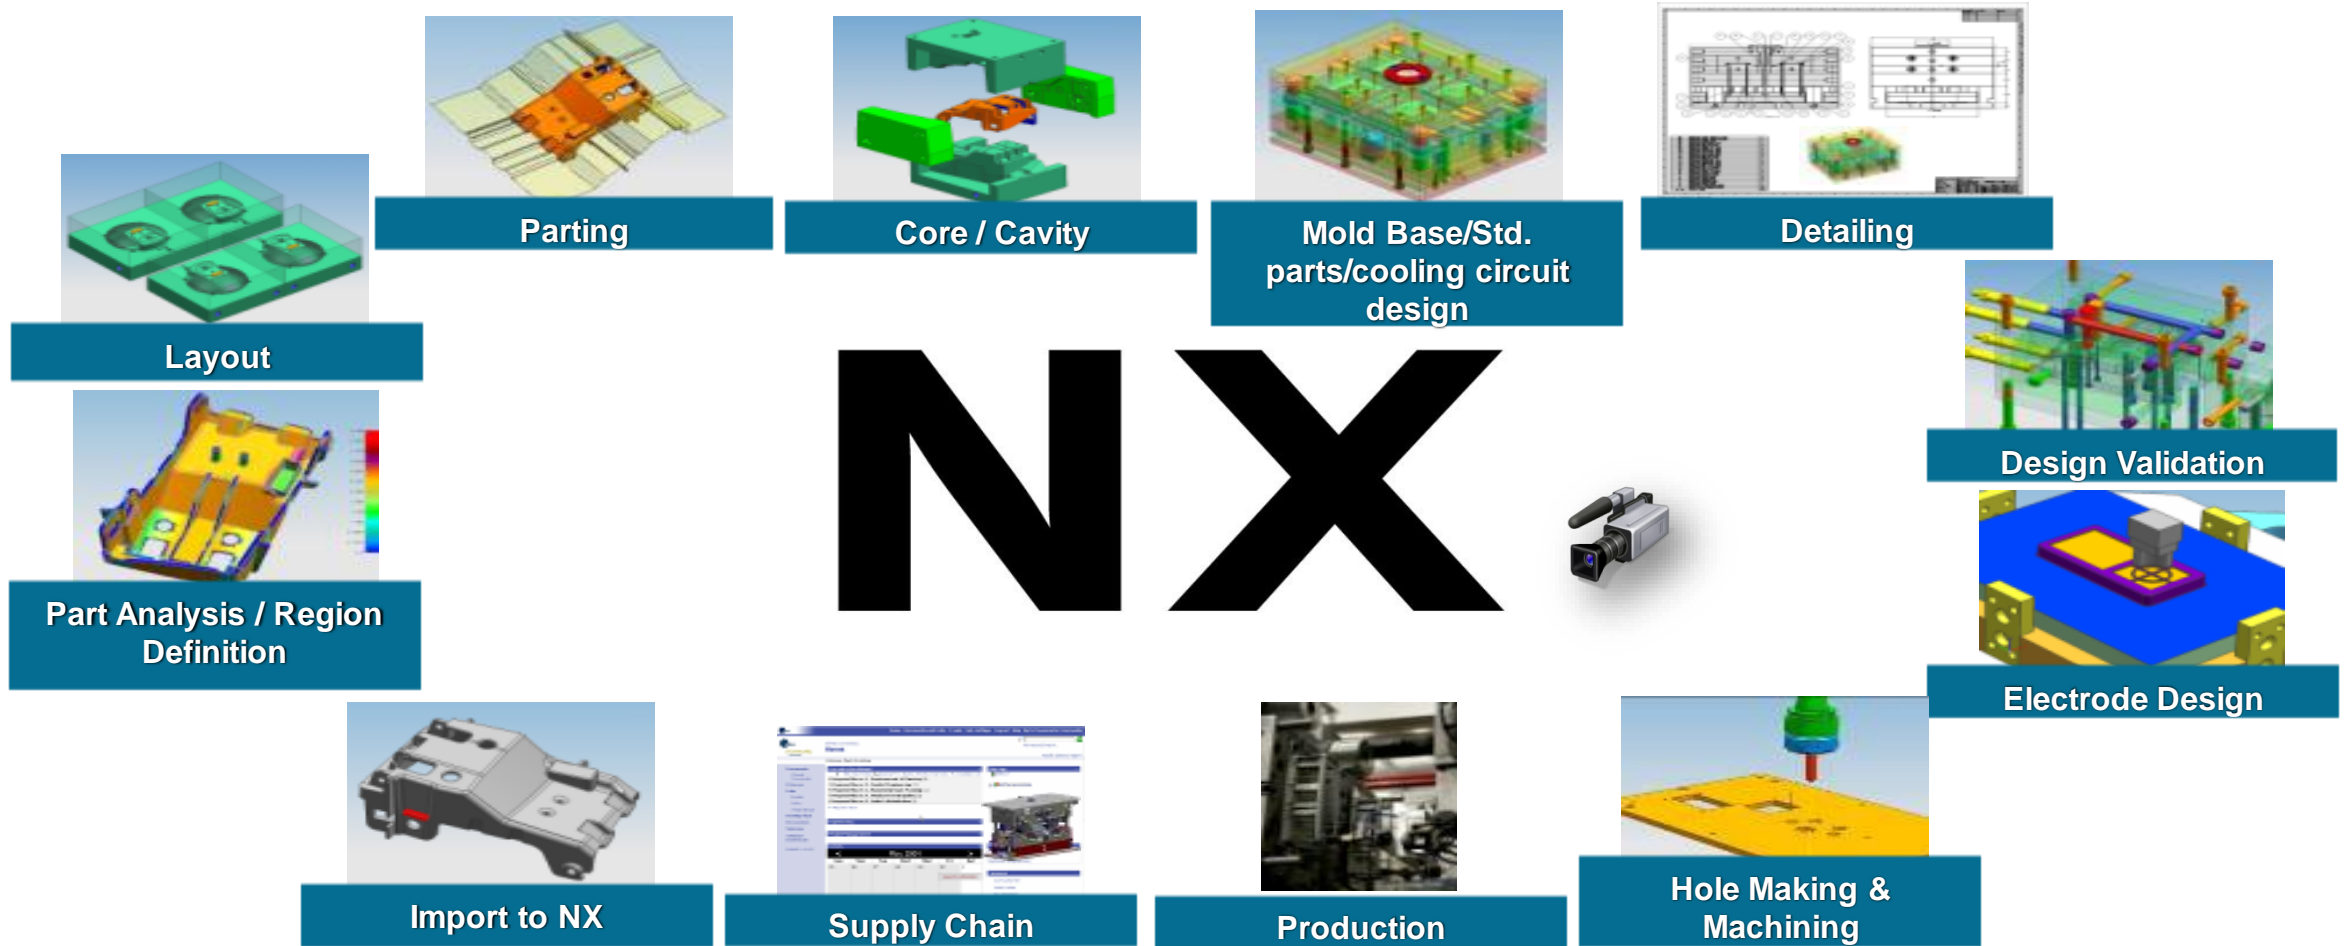 Parting
Core / Cavity
Mold Base/Std.
parts/cooling circuit
design
Detailing
Layout
NX
Design Validation
Part Analysis / Region
Definition
Electrode Design
Import to NX
Supply Chain
Production
Hole Making &
Machining